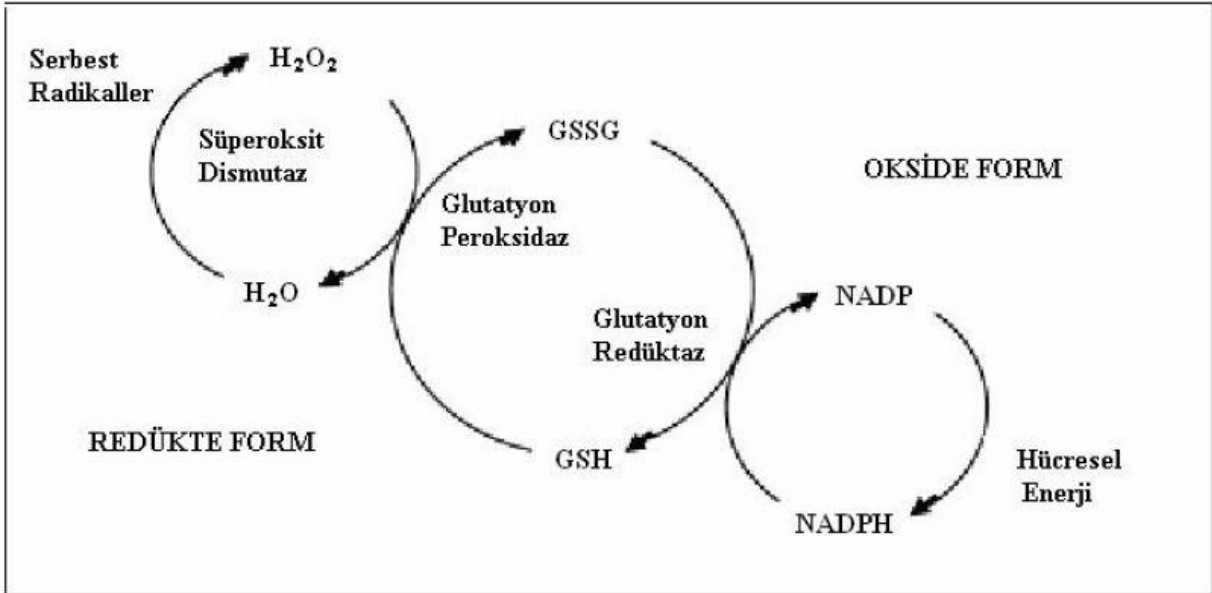 Serbest
Radikaller
H₂O₂
Süperoksit
Dismutaz
H₂O
GSSG
Glutatyon
Peroksidaz
OKSİDE FORM
Glutatyon
Redüktaz
NADP
REDÜKTE FORM
GSH
Hücresel
Enerji
NADPH